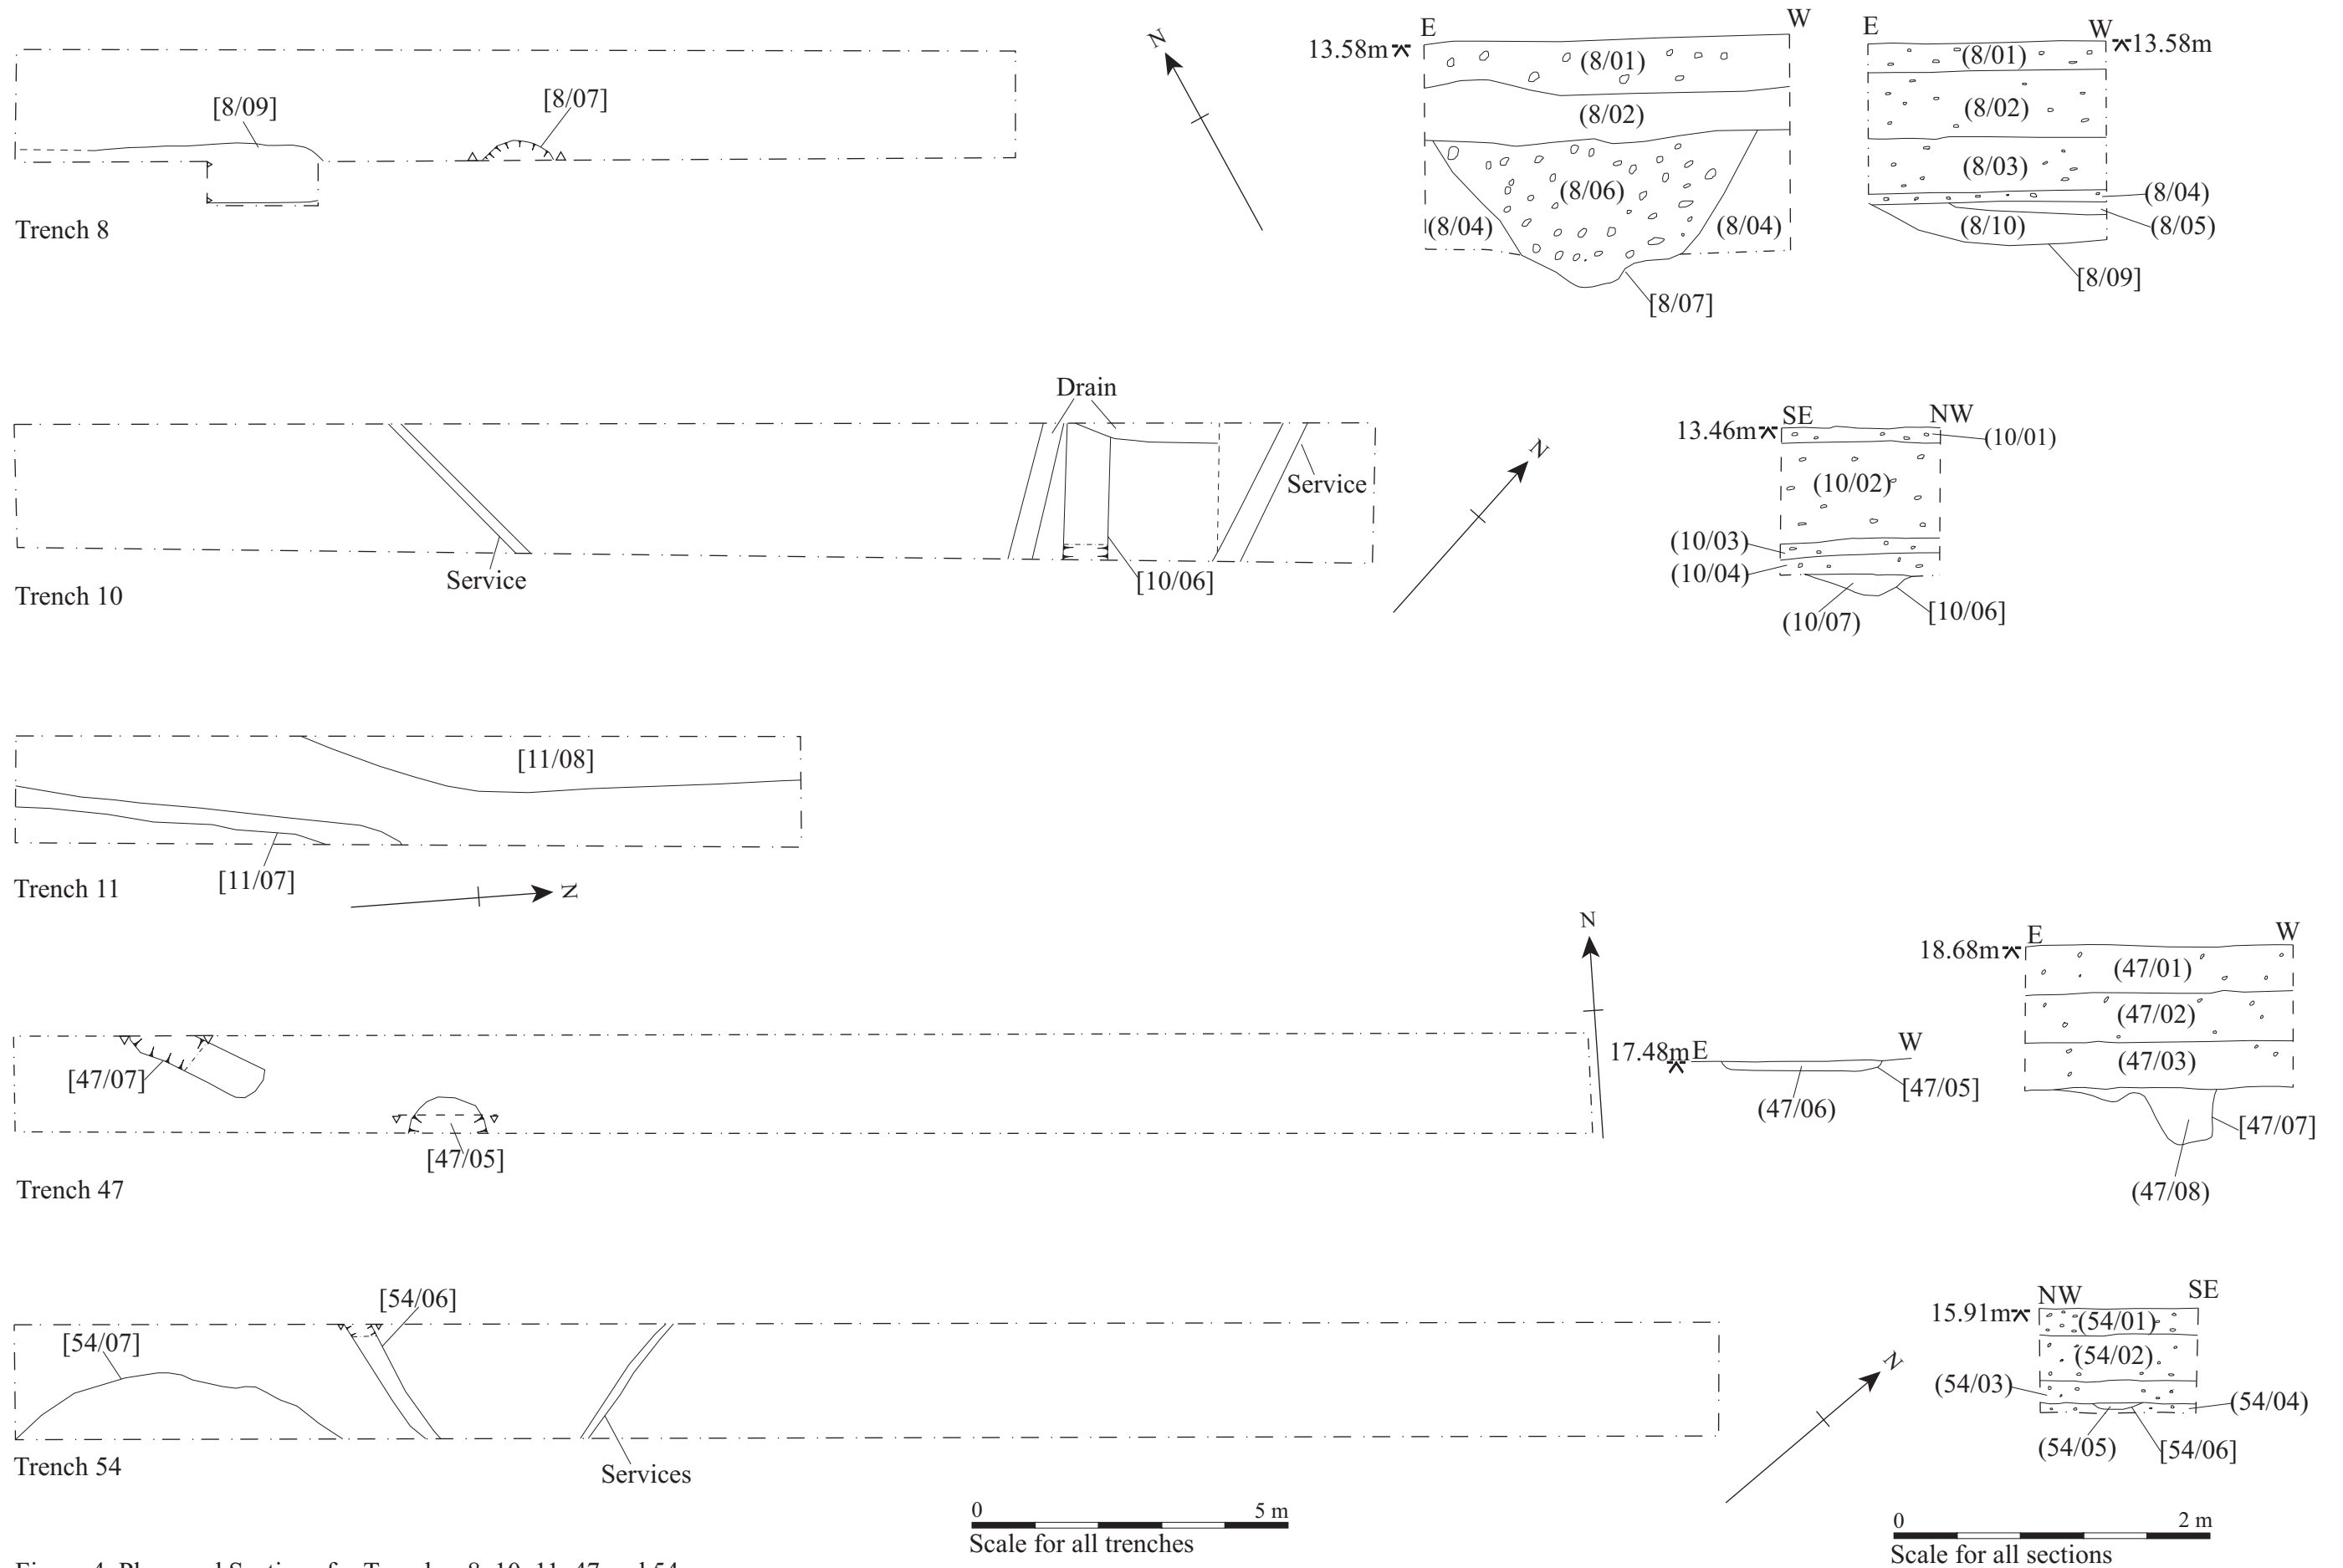 E
W
13.58m
(8/01)
(8/02)
(8/06)
(8/04)
(8/04)
[8/07]
E
W
13.58m
(8/01)
(8/02)
(8/03)
(8/04)
(8/05)
(8/10)
[8/09]
[8/09]
[8/07]
N
Trench 8
Drain
Service
Service
[10/06]
N
Trench 10
SE
NW
13.46m
(10/01)
(10/02)
(10/03)
(10/04)
(10/07)
[10/06]
[11/08]
[11/07]
Trench 11
N
N
[47/07]
[47/05]
Trench 47
17.48m
E
W
(47/06)
[47/05]
18.68m
E
W
(47/01)
(47/02)
(47/03)
[47/07]
(47/08)
[54/07]
[54/06]
Services
Trench 54
N
NW
SE
15.91m
(54/01)
(54/02)
(54/03)
(54/04)
(54/05)
[54/06]
0
5 m
Scale for all trenches
0
2 m
Scale for all sections